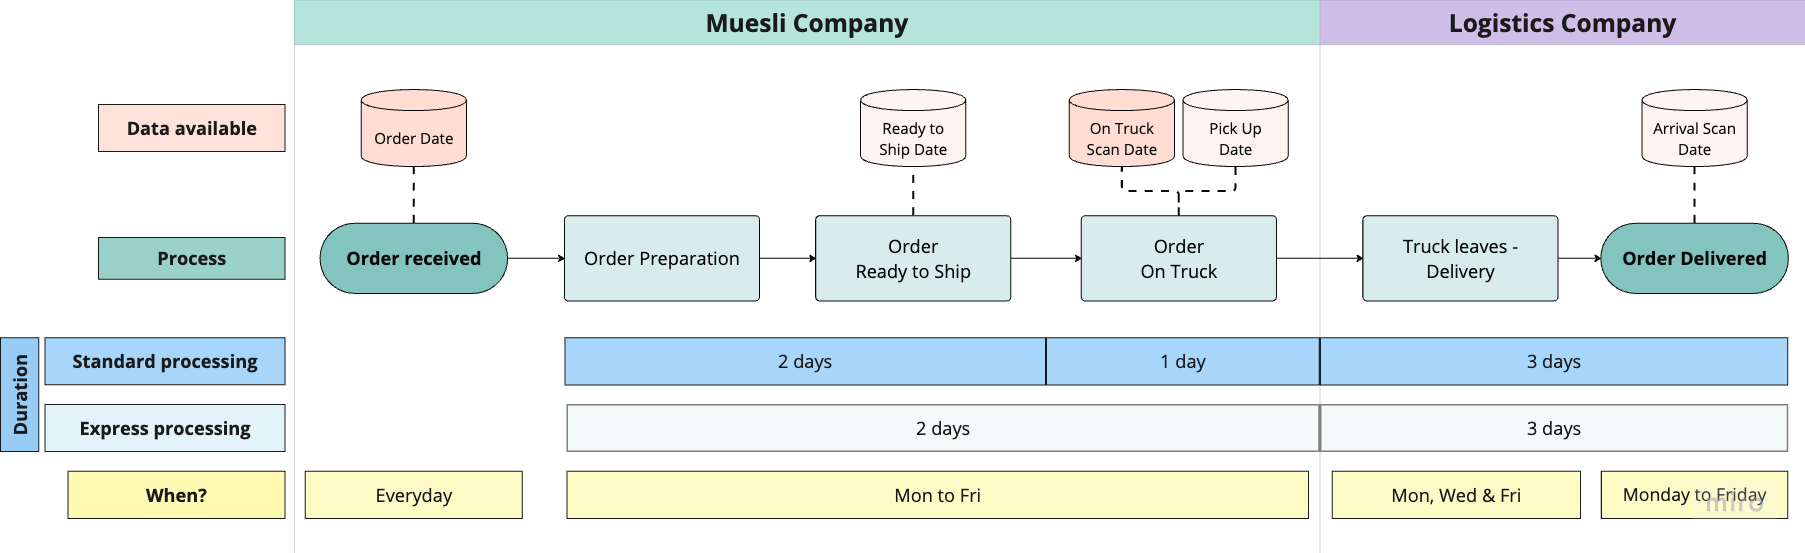 Muesli Company
Logistics Company
Data available
Order Date
Ready to
Ship Date
On Truck
Scan Date
Pick Up
Date
Arrival Scan
Date
Process
Order received
Order Preparation
Order
Ready to Ship
Order
On Truck
Truck leaves -
Delivery
Order Delivered
Duration
Standard processing
2 days
1 day
3 days
Express processing
2 days
3 days
When?
Everyday
Mon to Fri
Mon, Wed & Fri
Monday to Friday
miro